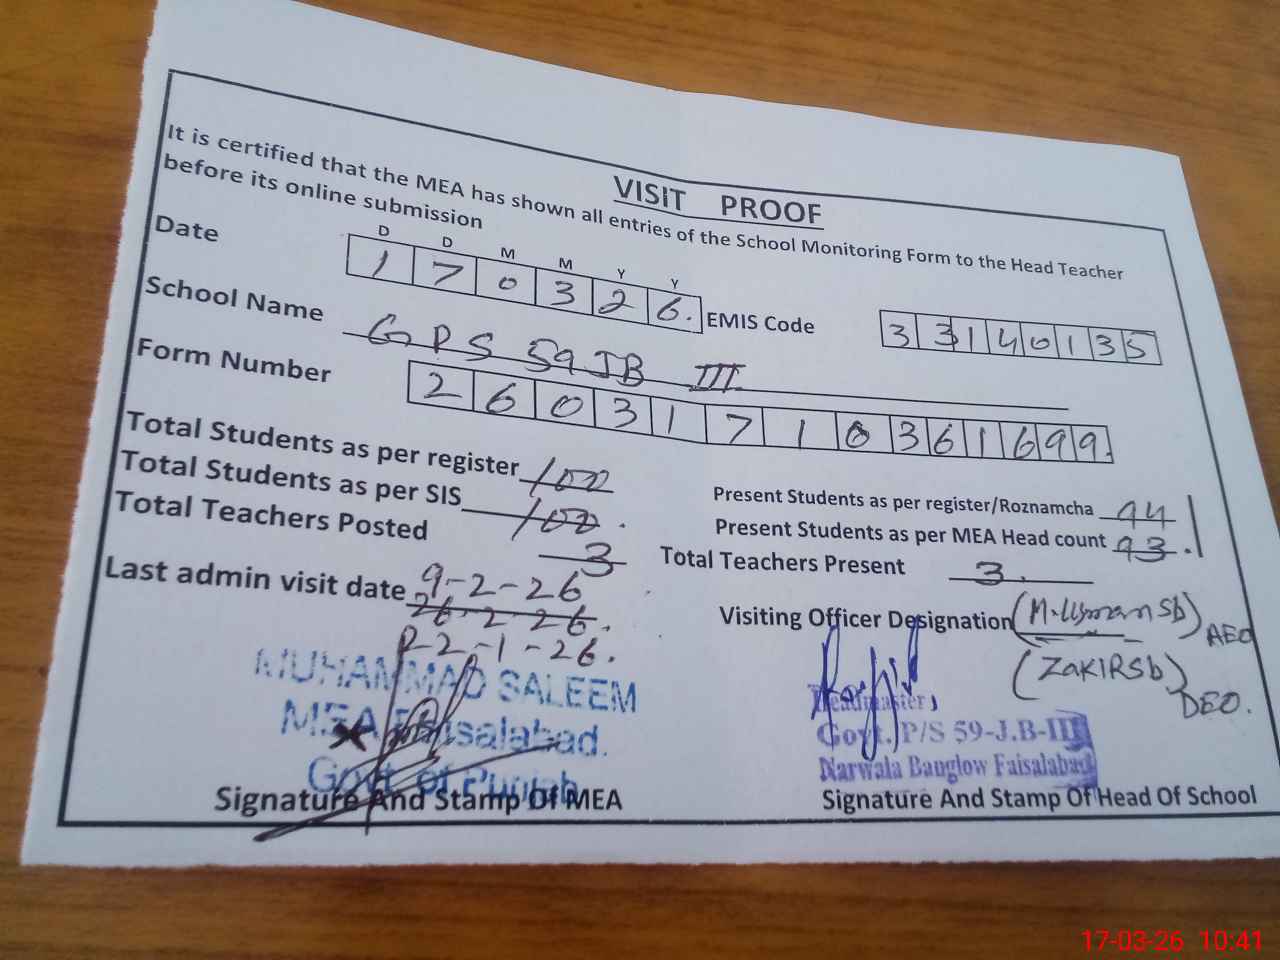 VISIT PROOF
It is certified that the MEA has shown all entries of the School Monitoring Form to the Head Teacher
before its online submission
D D M M Y Y
Date 1 7 0 3 2 6. EMIS Code 3 3 1 4 0 1 3 5
School Name GPS 59 JB III
Form Number 2 6 0 3 1 7 1 0 3 6 1 6 9 9.
Total Students as per register 100 Present Students as per register/Roznamcha 94
Total Students as per SIS 100. Present Students as per MEA Head count 93.
Total Teachers Posted 3 Total Teachers Present 3.
Last admin visit date 9-2-26 Visiting Officer Designation (M. Usman Sb) AEO
26-2-26.
P-2-1-26. (ZAKIR Sb) DEO.
MUHAMMAD SALEEM
MEA Faisalabad.
Govt of Punjab
Headmaster,
Govt. P/S 59-J.B-III
Narwala Banglow Faisalabad
Signature And Stamp Of MEA Signature And Stamp Of Head Of School
17-03-26 10:41